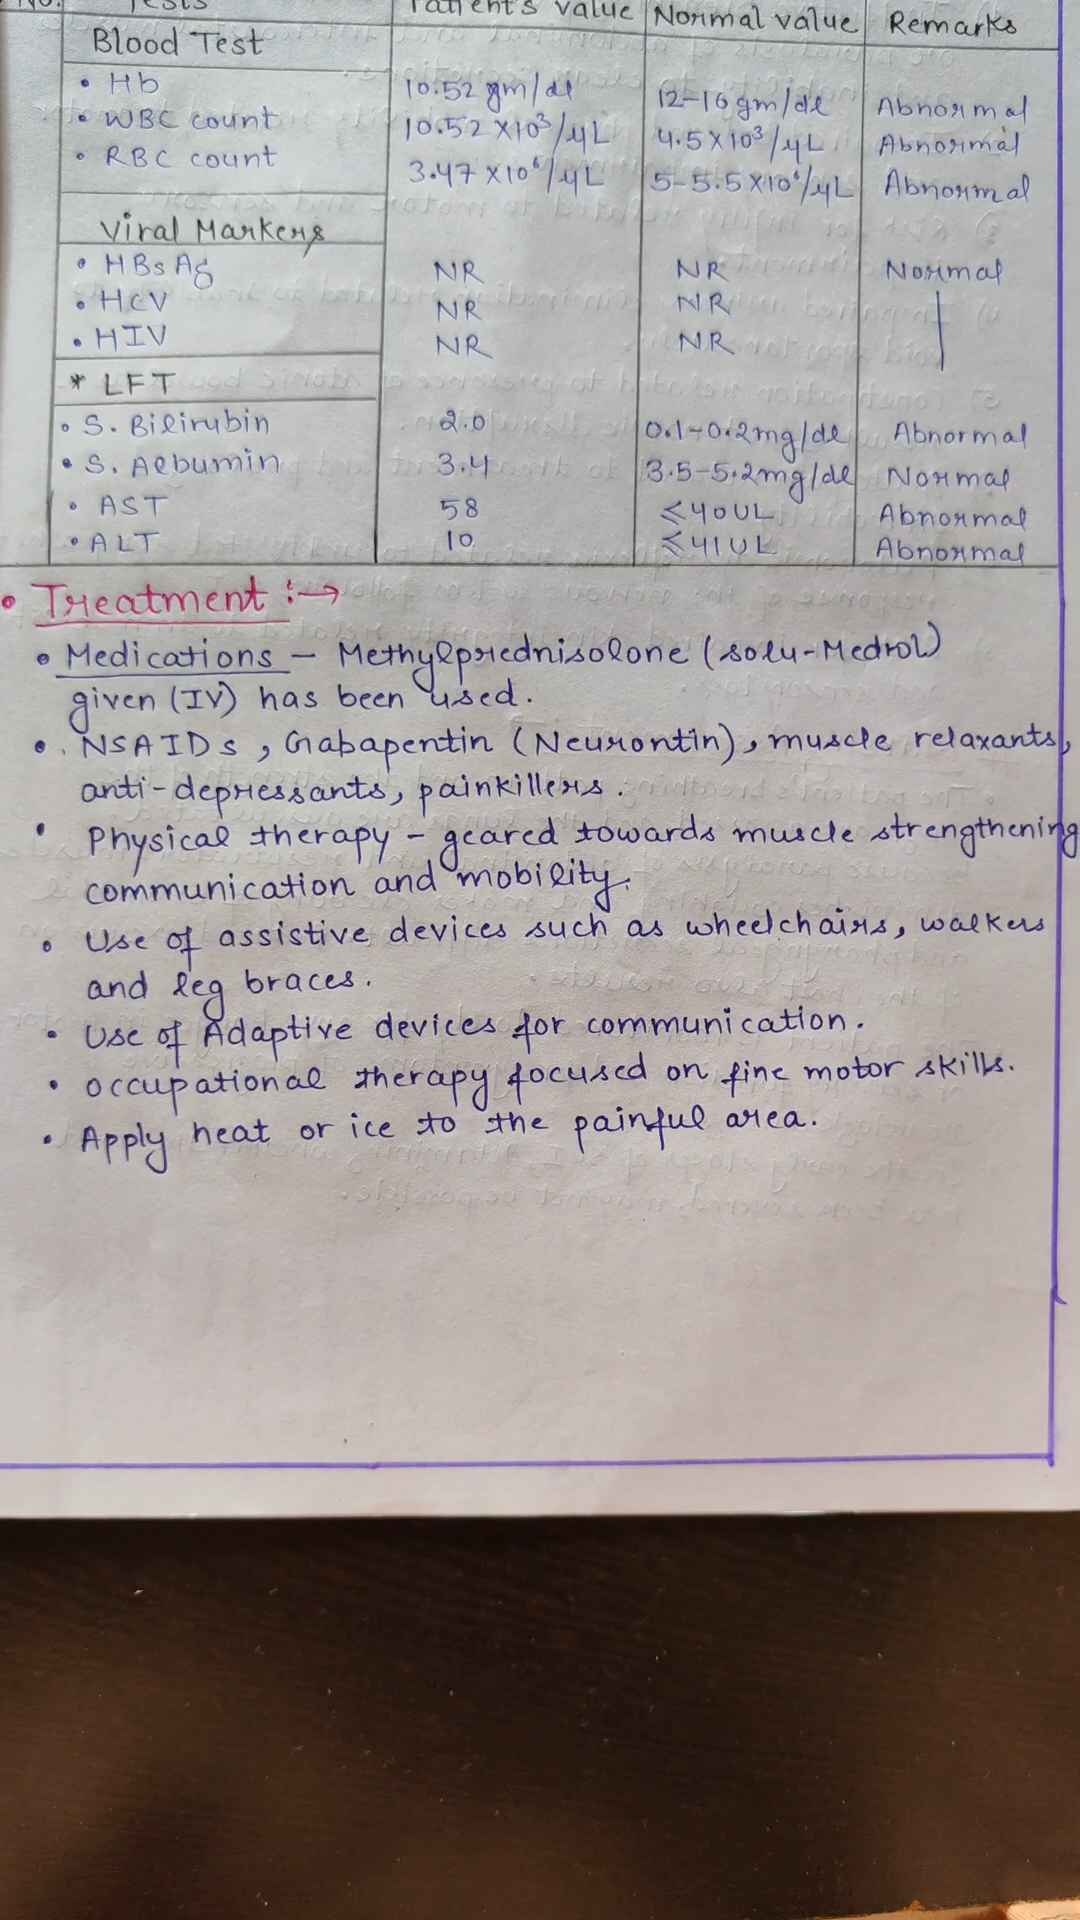 Tests Patient's value Normal value Remarks
Blood Test
• Hb 10.52 gm/dl 12-16 gm/dl Abnormal
• WBC count 10.52 x10³/μL 4.5x10³/μL Abnormal
• RBC count 3.47 x10⁶/μL 5-5.5x10⁶/μL Abnormal
Viral Markers
• HBsAg NR NR Normal
• HCV NR NR
• HIV NR NR
* LFT
• S. Bilirubin 2.0 0.1-0.2mg/dl Abnormal
• S. Albumin 3.4 3.5-5.2mg/dl Normal
• AST 58 ≤40UL Abnormal
• ALT 10 ≤41UL Abnormal
• Treatment :→
• Medications - Methylprednisolone (solu-Medrol)
given (IV) has been used.
• NSAIDs, Gabapentin (Neurontin), muscle relaxants,
anti-depressants, painkillers.
• Physical therapy - geared towards muscle strengthening
communication and mobility.
• Use of assistive devices such as wheelchairs, walkers
and leg braces.
• Use of Adaptive devices for communication.
• occupational therapy focused on fine motor skills.
• Apply heat or ice to the painful area.